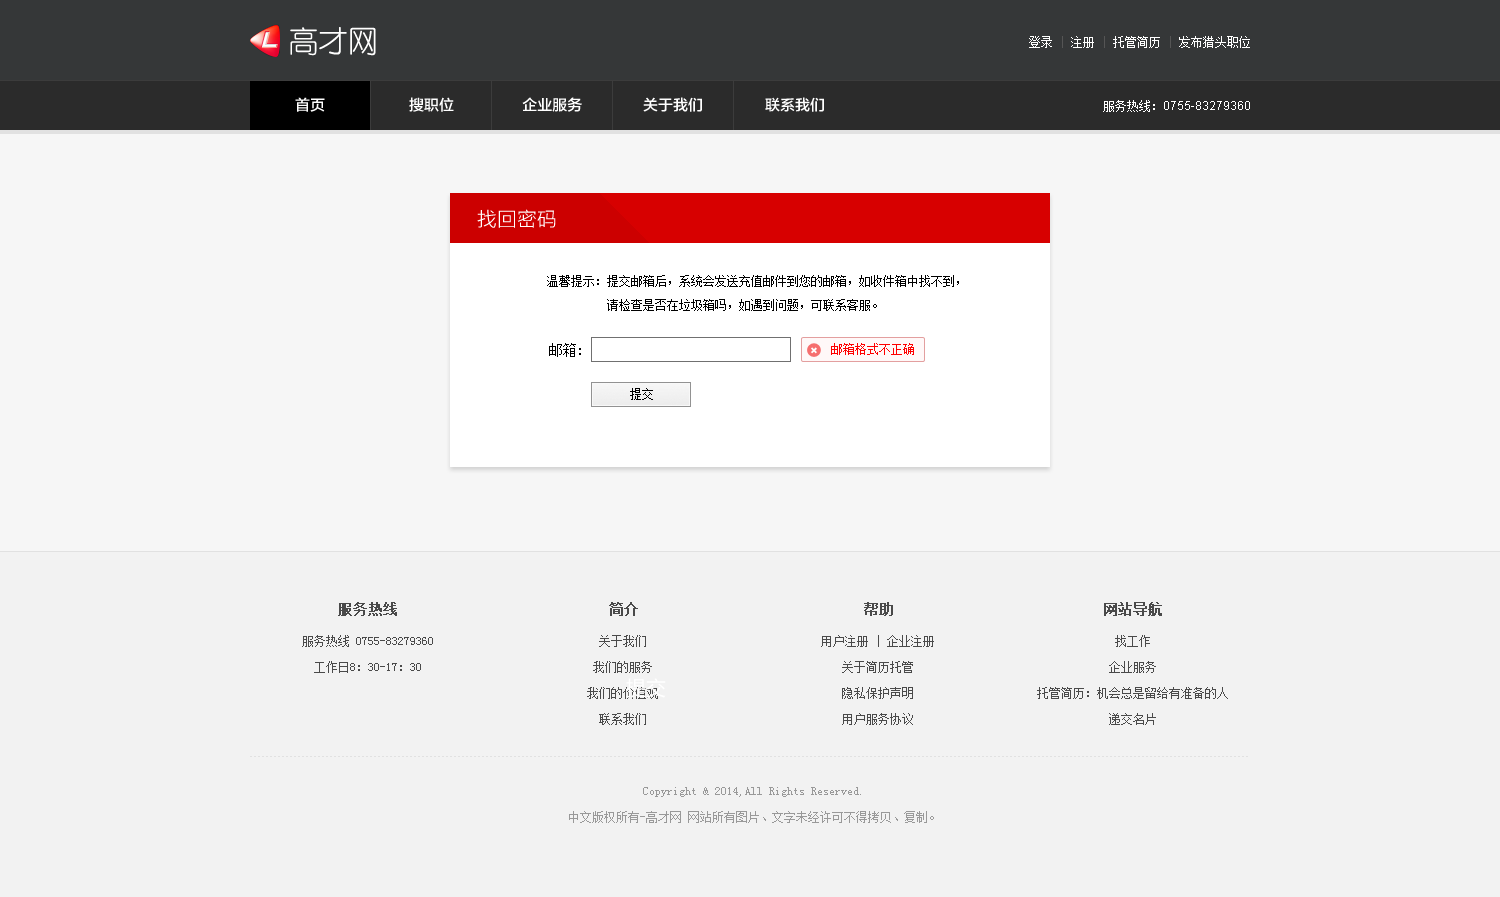 高才网
登录 | 注册 | 托管简历 | 发布猎头职位
首页 搜职位 企业服务 关于我们 联系我们 服务热线：0755-83279360
找回密码
温馨提示：提交邮箱后，系统会发送充值邮件到您的邮箱，如收件箱中找不到，
请检查是否在垃圾箱吗，如遇到问题，可联系客服。
邮箱： 邮箱格式不正确
提交
服务热线 简介 帮助 网站导航
服务热线 0755-83279360 关于我们 用户注册 | 企业注册 找工作
工作日8：30-17：30 我们的服务 关于简历托管 企业服务
我们的价值观 隐私保护声明 托管简历：机会总是留给有准备的人
联系我们 用户服务协议 递交名片
Copyright & 2014,All Rights Reserved.
中文版权所有-高才网 网站所有图片、文字未经许可不得拷贝、复制。